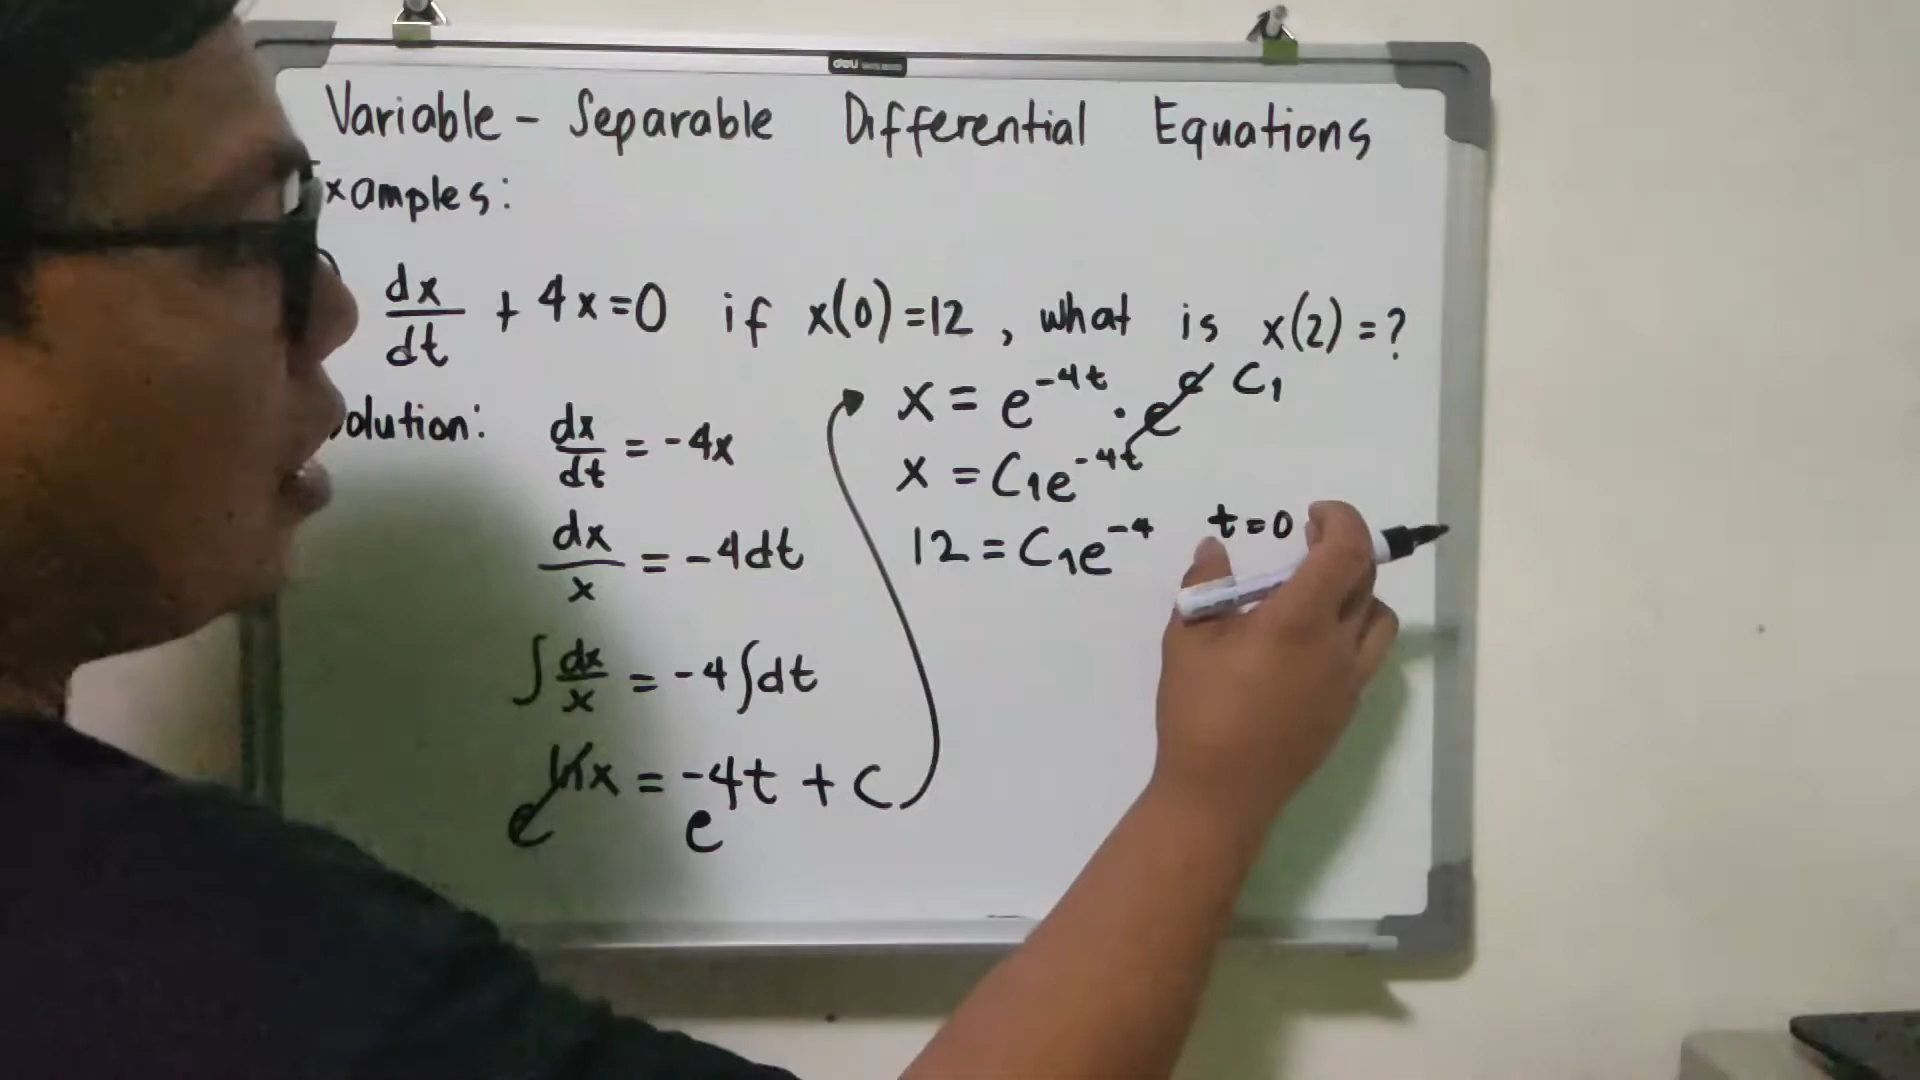 deli
Variable - Separable Differential Equations
xamples:
dx/dt + 4x=0 if x(0)=12, what is x(2)=?
olution:
dx/dt = -4x
dx/x = -4dt
∫dx/x = -4∫dt
e^lnx = e^-4t + c
x = e^-4t · e^c C₁
x = C₁e^-4t
12 = C₁e^-4 t=0